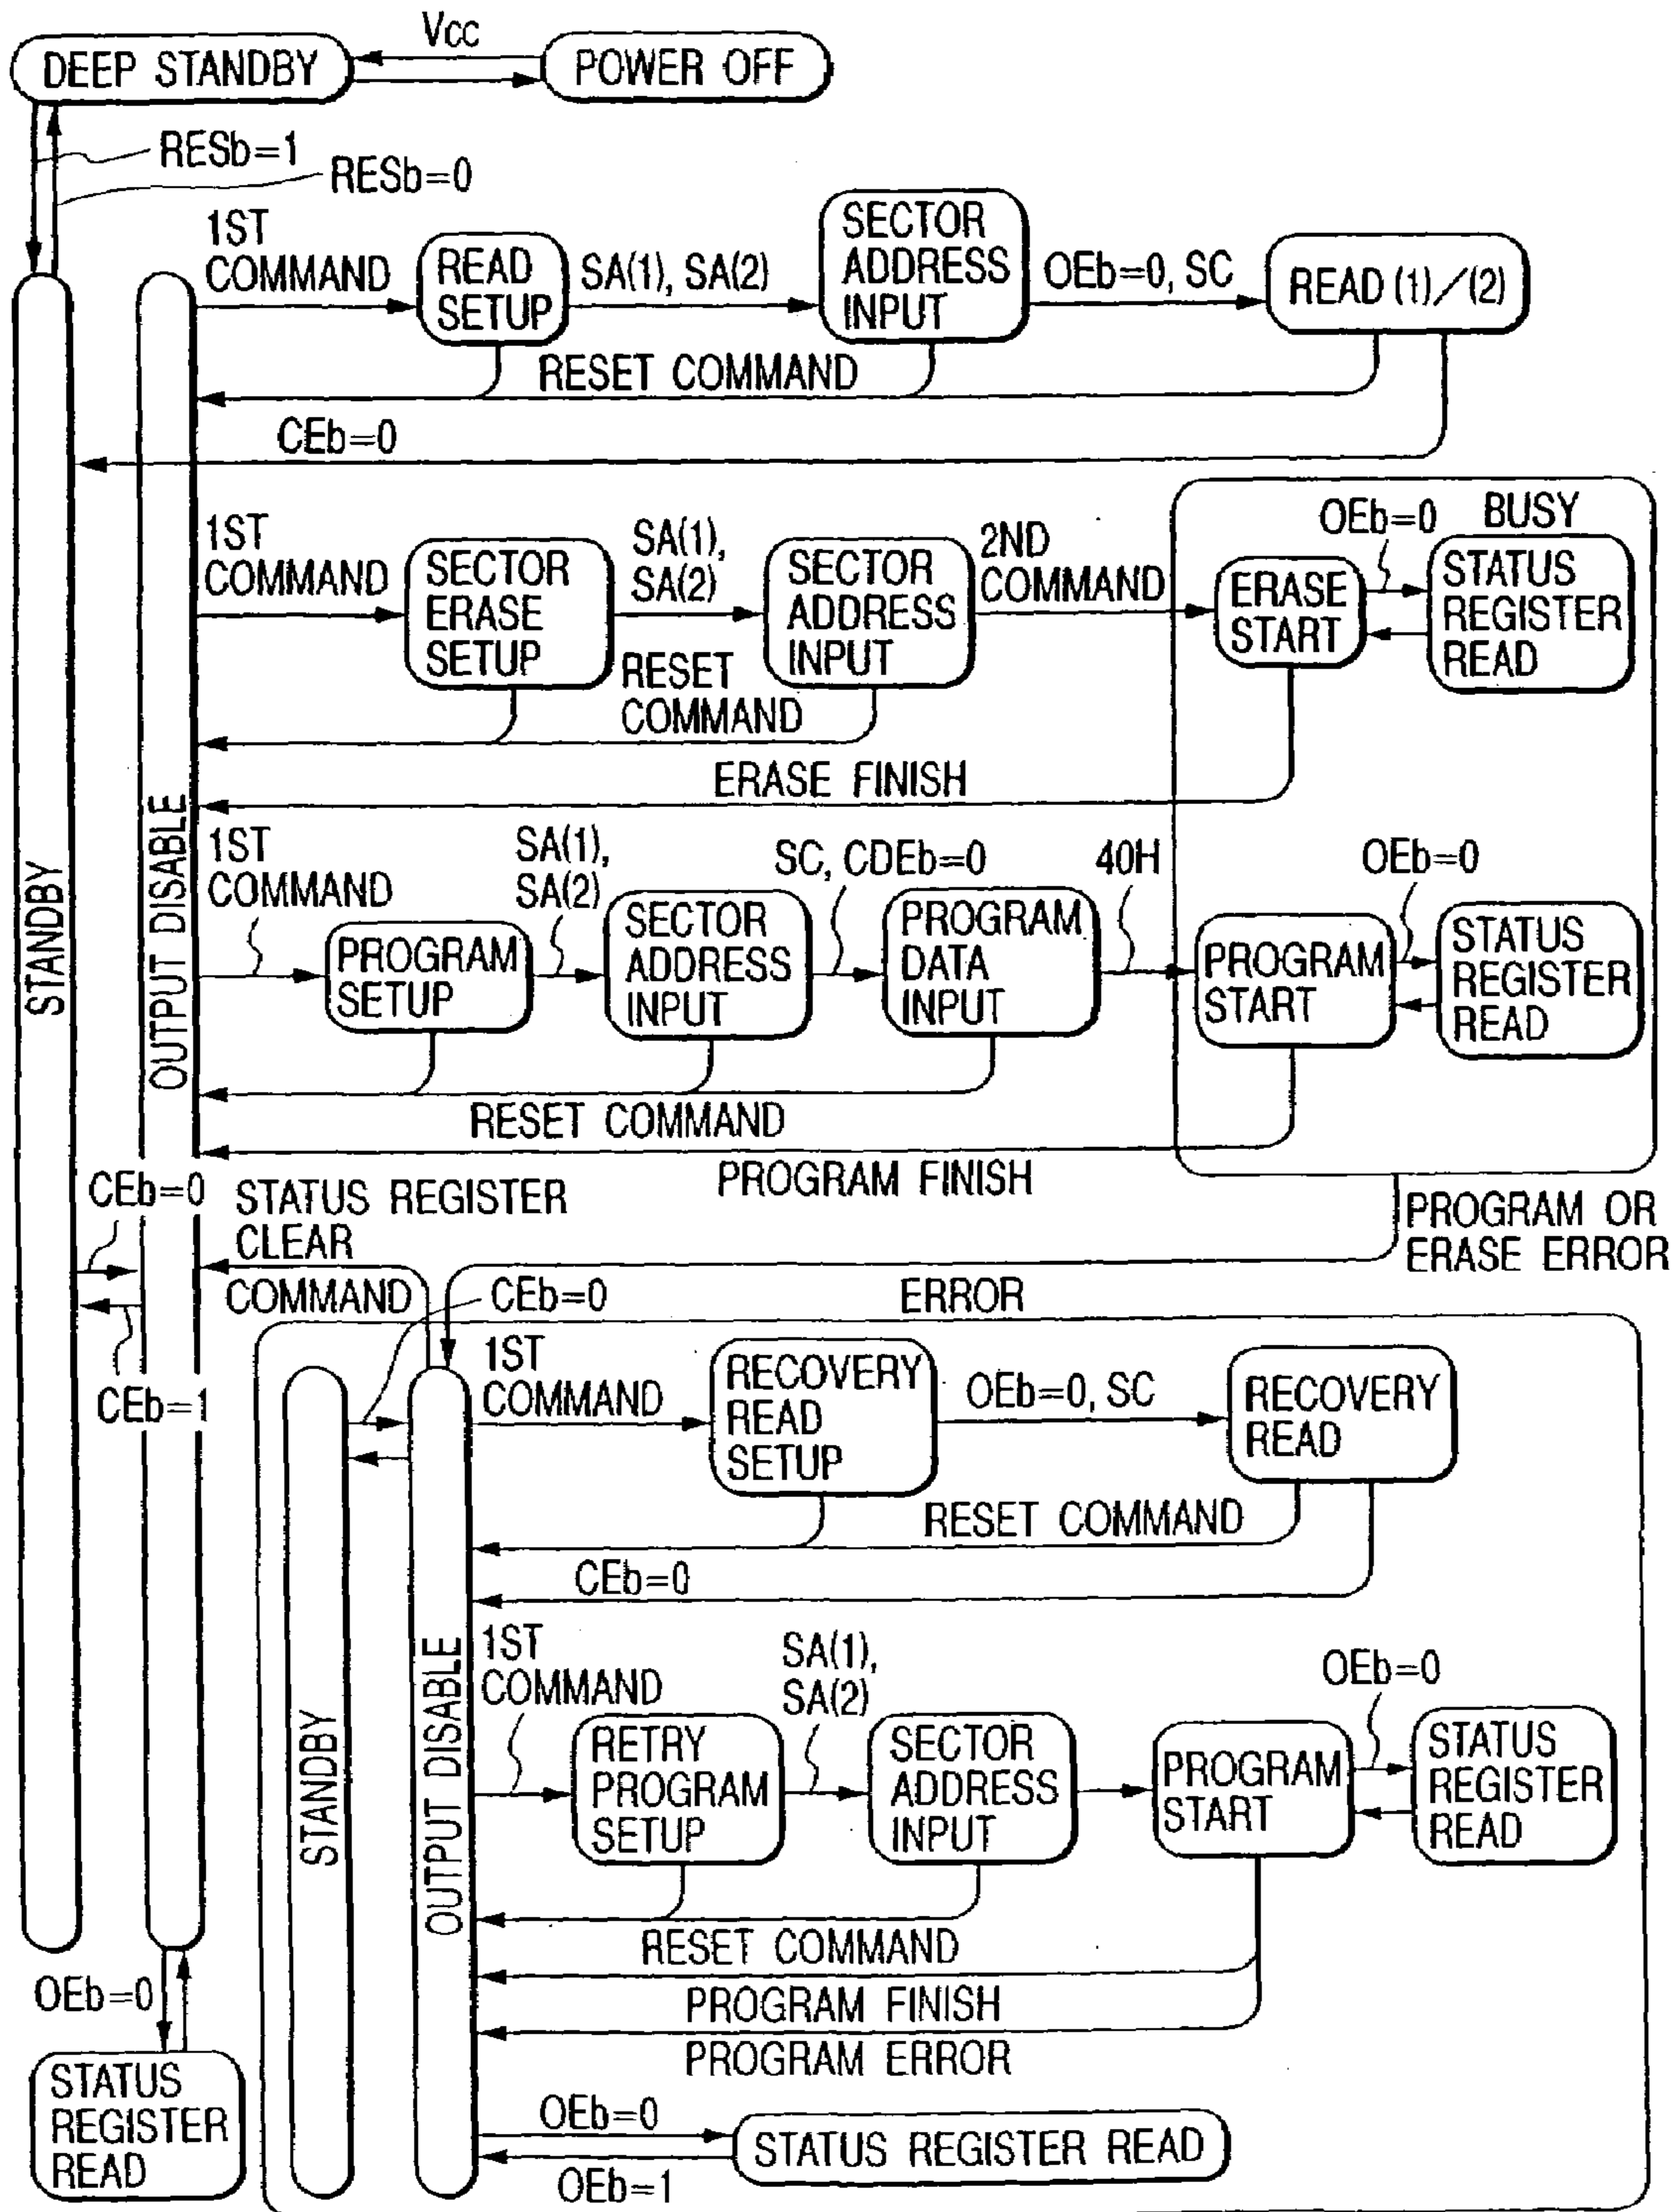 Vcc
DEEP STANDBY
POWER OFF
RESb=1
RESb=0
1ST
COMMAND
READ
SETUP
SA(1), SA(2)
SECTOR
ADDRESS
INPUT
OEb=0, SC
READ (1)/(2)
RESET COMMAND
CEb=0
1ST
COMMAND
SECTOR
ERASE
SETUP
SA(1),
SA(2)
SECTOR
ADDRESS
INPUT
2ND
COMMAND
ERASE
START
OEb=0
BUSY
STATUS
REGISTER
READ
RESET
COMMAND
ERASE FINISH
STANDBY
OUTPUT DISABLE
1ST
COMMAND
PROGRAM
SETUP
SA(1),
SA(2)
SECTOR
ADDRESS
INPUT
SC, CDEb=0
PROGRAM
DATA
INPUT
40H
PROGRAM
START
OEb=0
STATUS
REGISTER
READ
RESET COMMAND
PROGRAM FINISH
CEb=0
CEb=1
STATUS REGISTER
CLEAR
COMMAND
PROGRAM OR
ERASE ERROR
ERROR
CEb=0
1ST
COMMAND
RECOVERY
READ
SETUP
OEb=0, SC
RECOVERY
READ
RESET COMMAND
CEb=0
STANDBY
OUTPUT DISABLE
1ST
COMMAND
RETRY
PROGRAM
SETUP
SA(1),
SA(2)
SECTOR
ADDRESS
INPUT
PROGRAM
START
OEb=0
STATUS
REGISTER
READ
RESET COMMAND
PROGRAM FINISH
PROGRAM ERROR
OEb=0
STATUS
REGISTER
READ
OEb=0
STATUS REGISTER READ
OEb=1